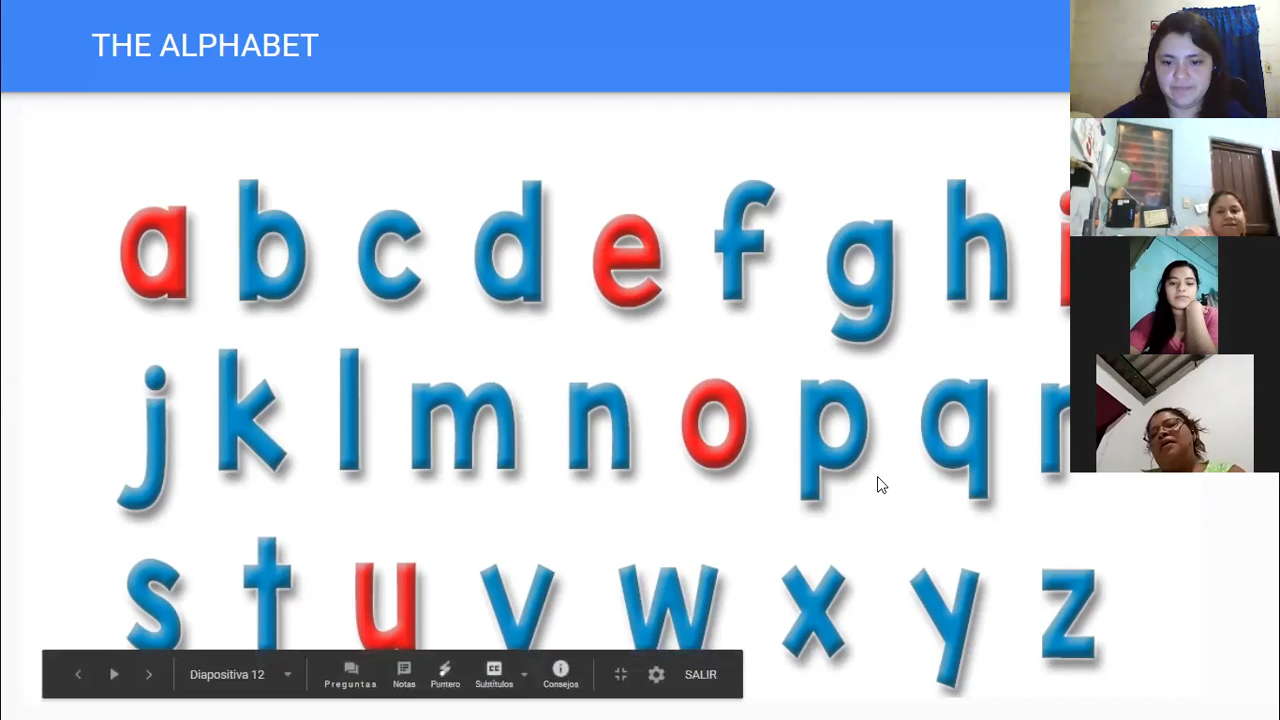 THE ALPHABET
a b c d e f g h i
j k l m n o p q r
s t u v w x y z
Diapositiva 12
Preguntas
Notas
Puntero
Subtítulos
Consejos
SALIR